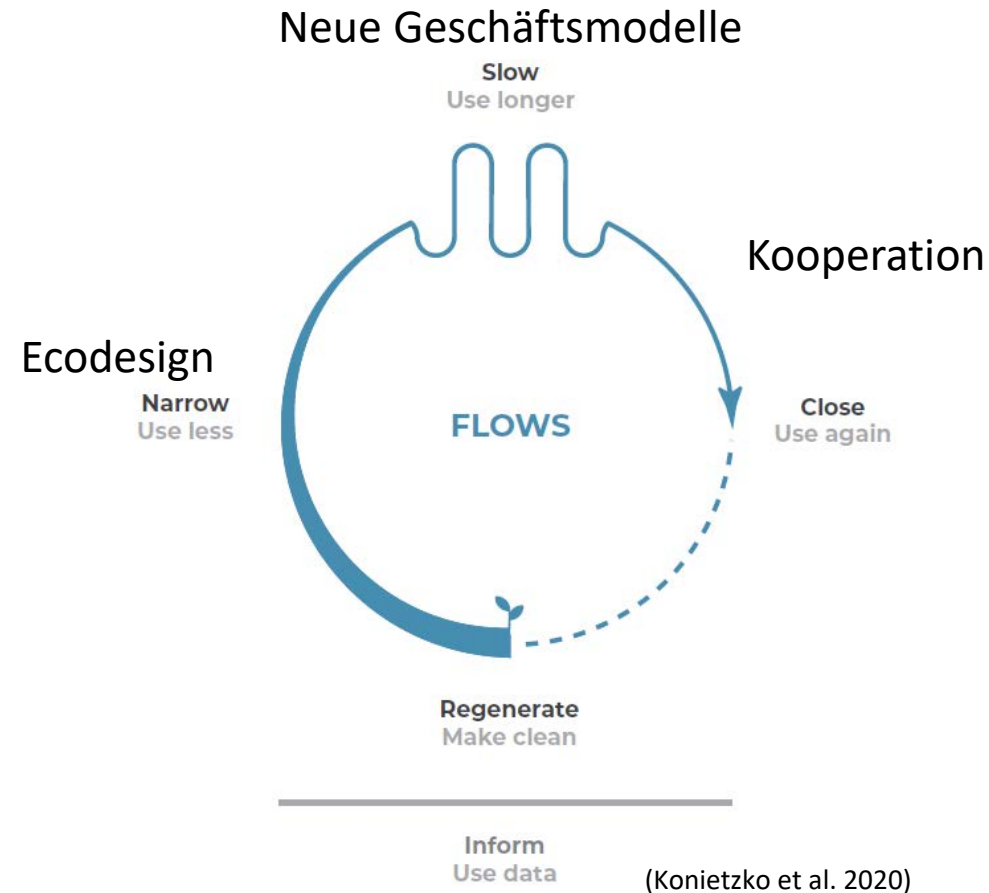 Neue Geschäftsmodelle
Slow
Use longer
Kooperation
Ecodesign
Narrow
Use less
FLOWS
Close
Use again
Regenerate
Make clean
Inform
Use data
(Konietzko et al. 2020)